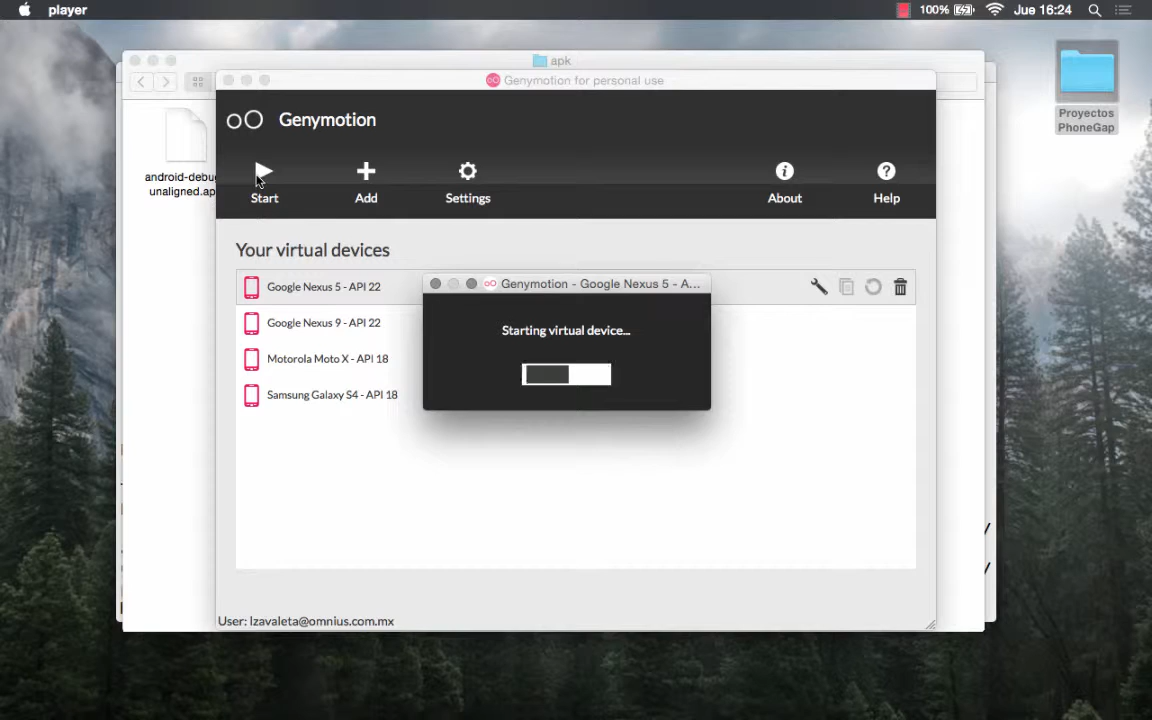 player
100%
Jue 16:24
apk
Genymotion for personal use
Proyectos
PhoneGap
Genymotion
android-debug
unaligned.ap
Start
Add
Settings
About
Help
Your virtual devices
Google Nexus 5 - API 22
Google Nexus 9 - API 22
Motorola Moto X - API 18
Samsung Galaxy S4 - API 18
Genymotion - Google Nexus 5 - A...
Starting virtual device...
User: lzavaleta@omnius.com.mx